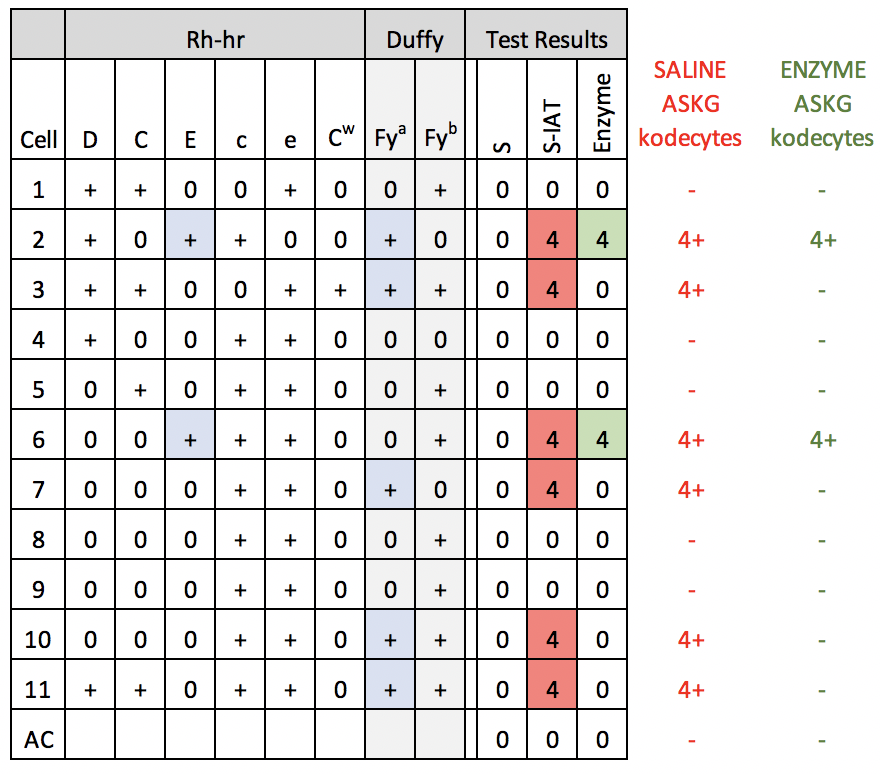 Rh-hr Duffy Test Results
SALINE ENZYME
ASKG ASKG
kodecytes kodecytes
Cell D C E c e Cʷ Fyᵃ Fyᵇ S S-IAT Enzyme
1 + + 0 0 + 0 0 + 0 0 0 - -
2 + 0 + + 0 0 + 0 0 4 4 4+ 4+
3 + + 0 0 + + + + 0 4 0 4+ -
4 + 0 0 + + 0 0 0 0 0 0 - -
5 0 + 0 + + 0 0 + 0 0 0 - -
6 0 0 + + + 0 0 + 0 4 4 4+ 4+
7 0 0 0 + + 0 + 0 0 4 0 4+ -
8 0 0 0 + + 0 0 + 0 0 0 - -
9 0 0 0 + + 0 0 + 0 0 0 - -
10 0 0 0 + + 0 + + 0 4 0 4+ -
11 + + 0 + + 0 + + 0 4 0 4+ -
AC 0 0 0 - -